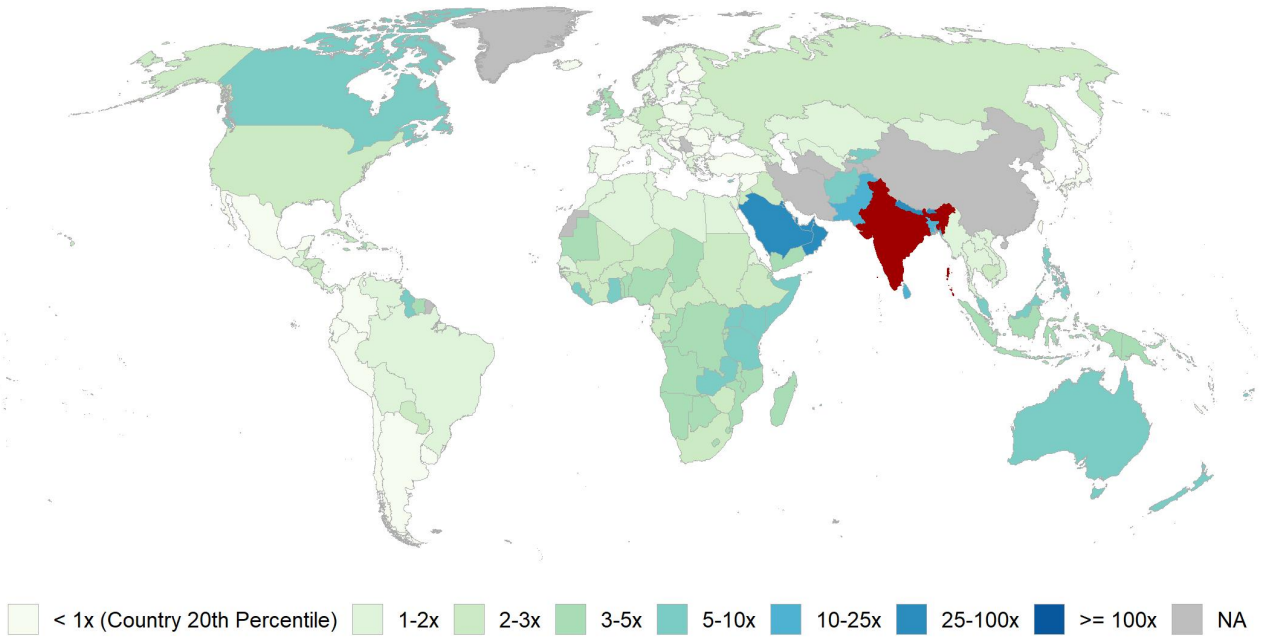 < 1x (Country 20th Percentile) 1-2x 2-3x 3-5x 5-10x 10-25x 25-100x >= 100x NA